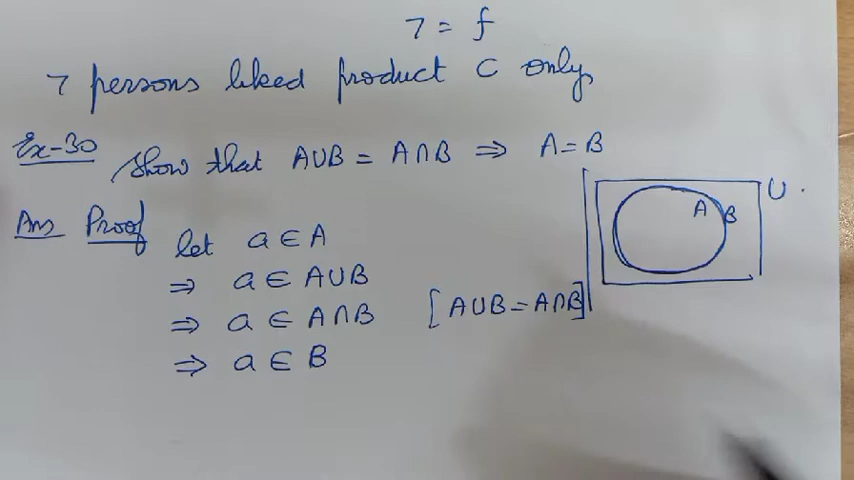 7 = f
7 persons liked product C only
Ex-30 Show that A∪B = A∩B ⇒ A = B
Ans Proof let a ∈ A
⇒ a ∈ A∪B
⇒ a ∈ A∩B [A∪B = A∩B]
⇒ a ∈ B
A B U